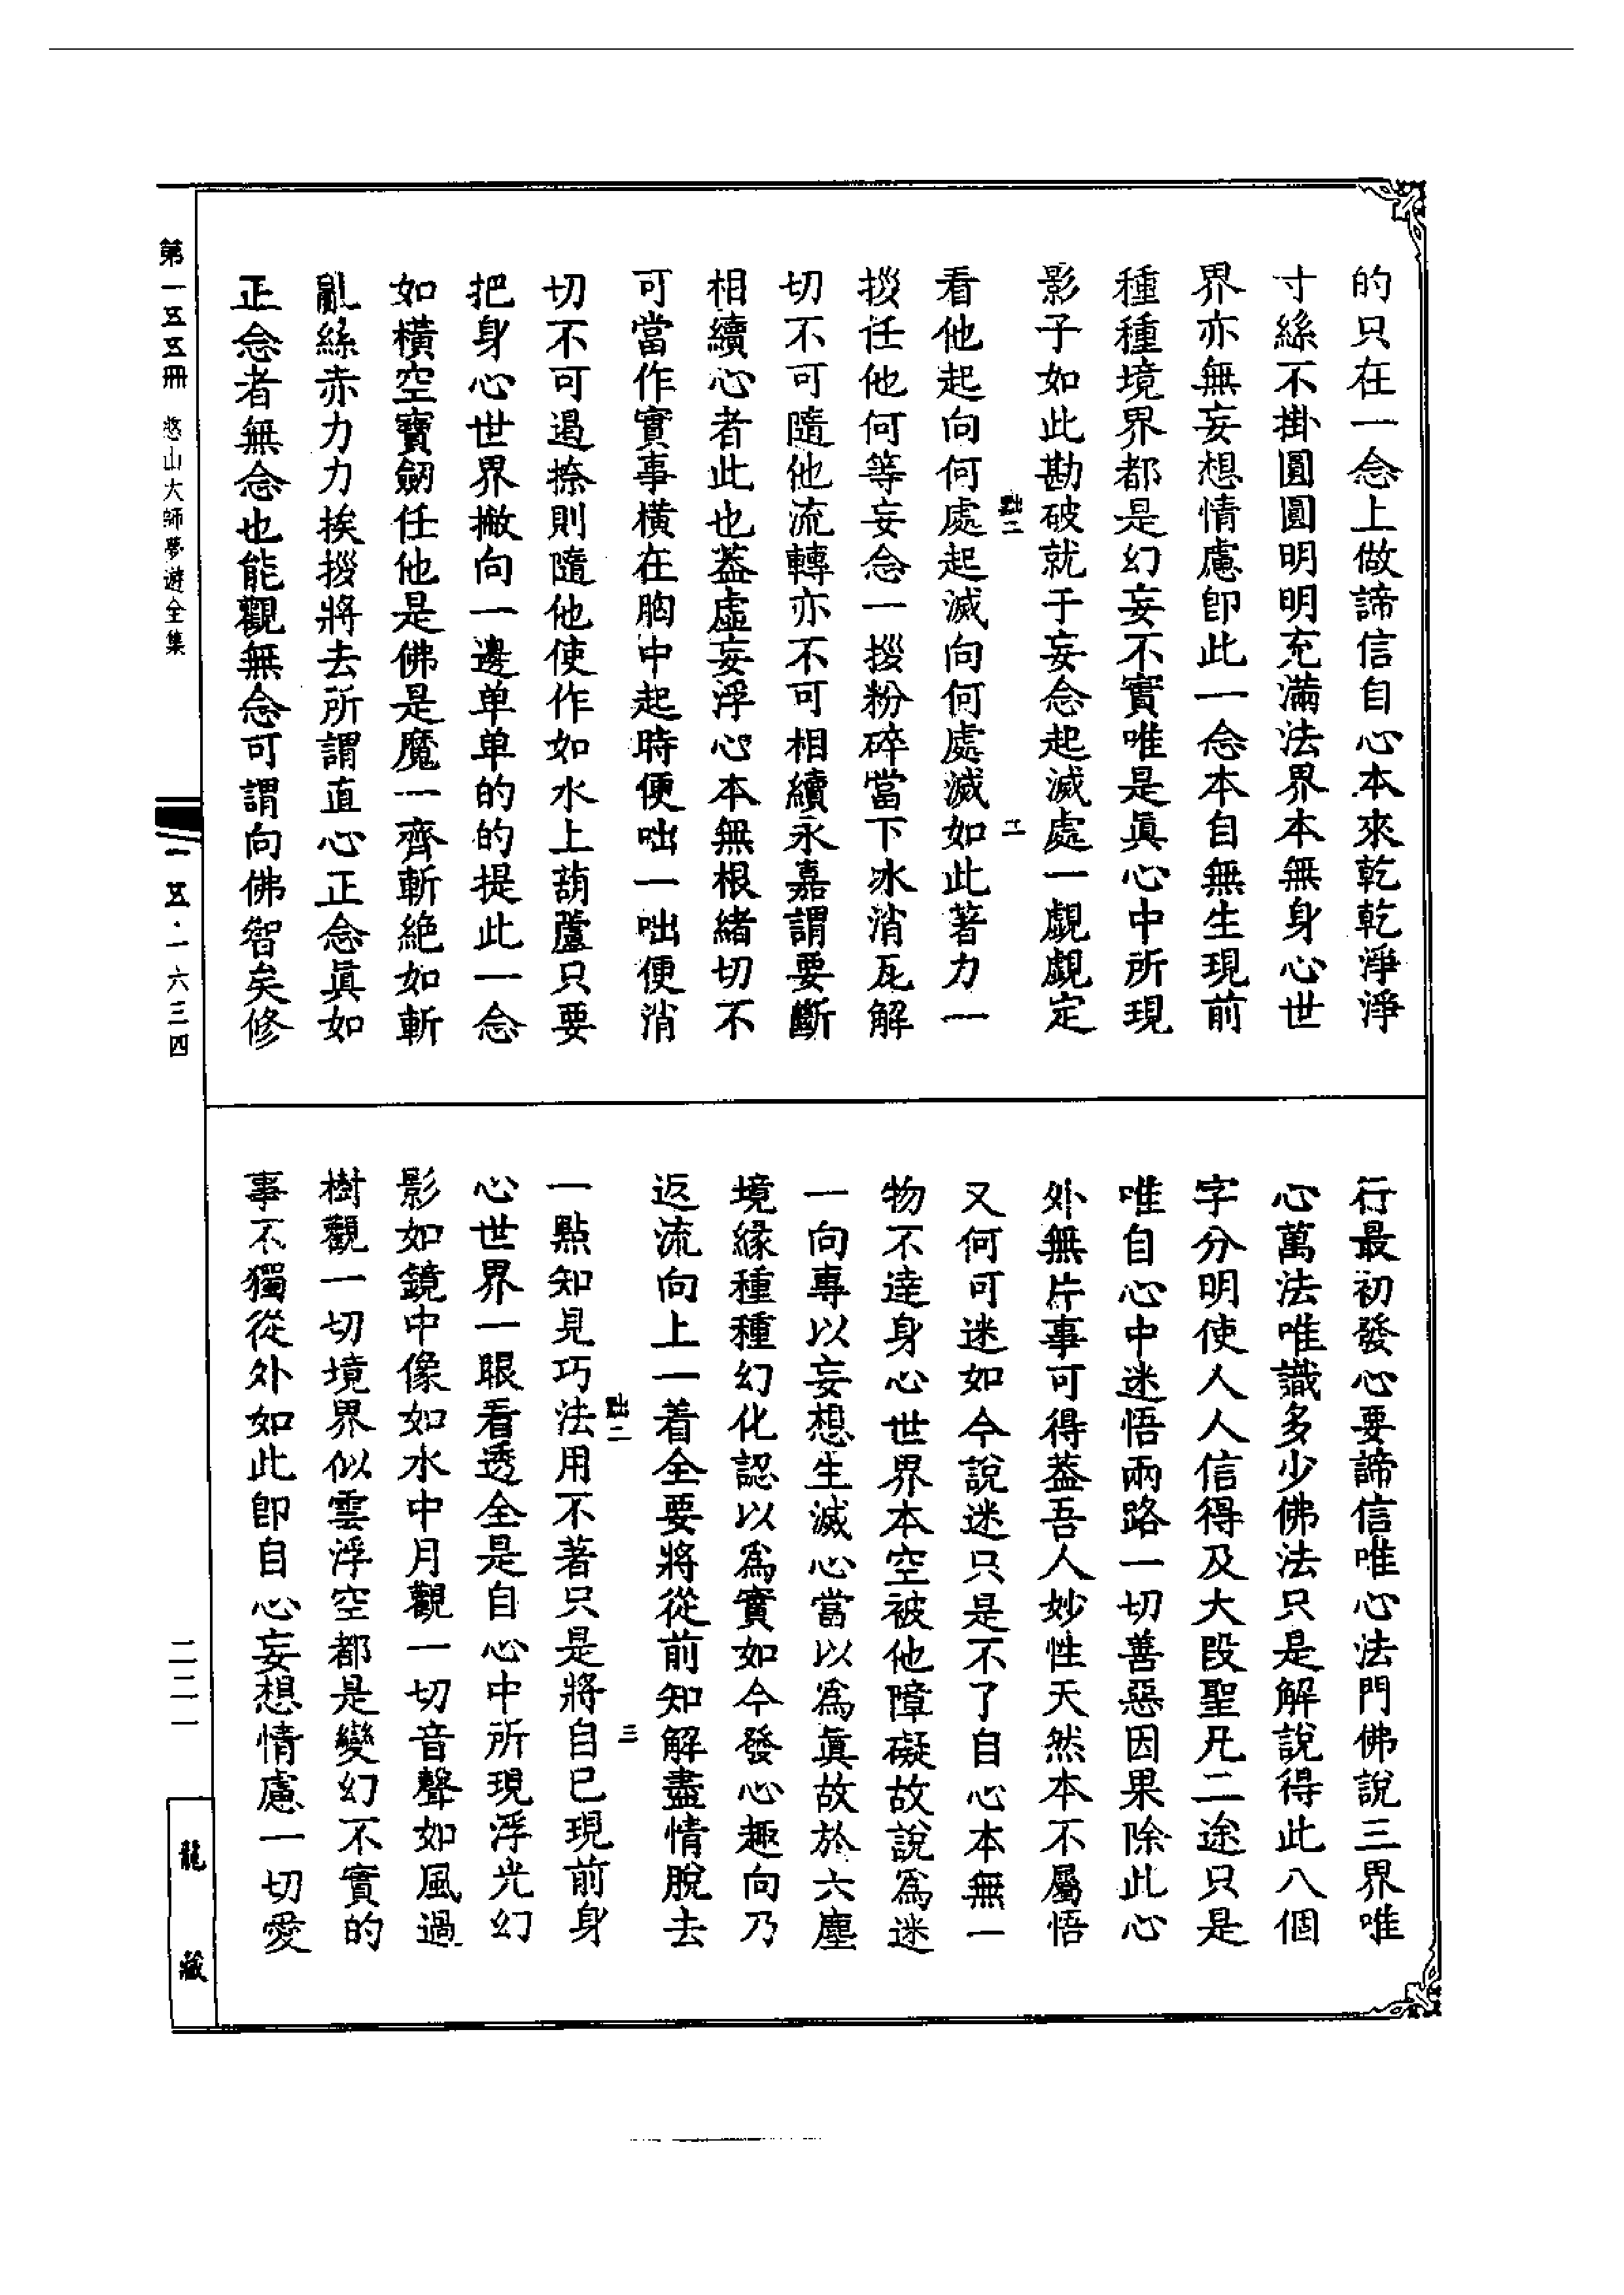 的只在一念上做諦信自心本來乾乾淨淨
寸絲不掛圓圓明明充滿法界本無身心世
界亦無妄想情慮卽此一念本自無生現前
種種境界都是幻妄不實唯是眞心中所現
影子如此勘破就于妄念起滅處一覷覷定
點二
二
看他起向何處起滅向何處滅如此著力一
拶任他何等妄念一拶粉碎當下冰消瓦解
切不可隨他流轉亦不可相續永嘉謂要斷
相續心者此也葢虛妄浮心本無根緒切不
可當作實事橫在胸中起時便咄一咄便消
切不可遏捺則隨他使作如水上葫蘆只要
把身心世界撇向一邊单单的的提此一念
如橫空寶劒任他是佛是魔一齊斬絶如斬
亂絲赤力力挨拶將去所謂直心正念眞如
正念者無念也能觀無念可謂向佛智矣修
行最初發心要諦信唯心法門佛說三界唯
心萬法唯識多少佛法只是解說得此八個
字分明使人人信得及大段聖凡二途只是
唯自心中迷悟兩路一切善惡因果除此心
外無片事可得葢吾人妙性天然本不屬悟
又何可迷如今說迷只是不了自心本無一
物不達身心世界本空被他障礙故說爲迷
一向專以妄想生滅心當以爲眞故於六塵
境緣種種幻化認以爲實如今發心趣向乃
返流向上一着全要將從前知解盡情脫去
點二
三
一點知見巧法用不著只是將自已現前身
心世界一眼看透全是自心中所現浮光幻
影如鏡中像如水中月觀一切音聲如風過
樹觀一切境界似雲浮空都是變幻不實的
事不獨從外如此卽自心妄想情慮一切愛
第一五五冊 憨山大師夢遊全集
一五·一六三四
二二一
龍藏